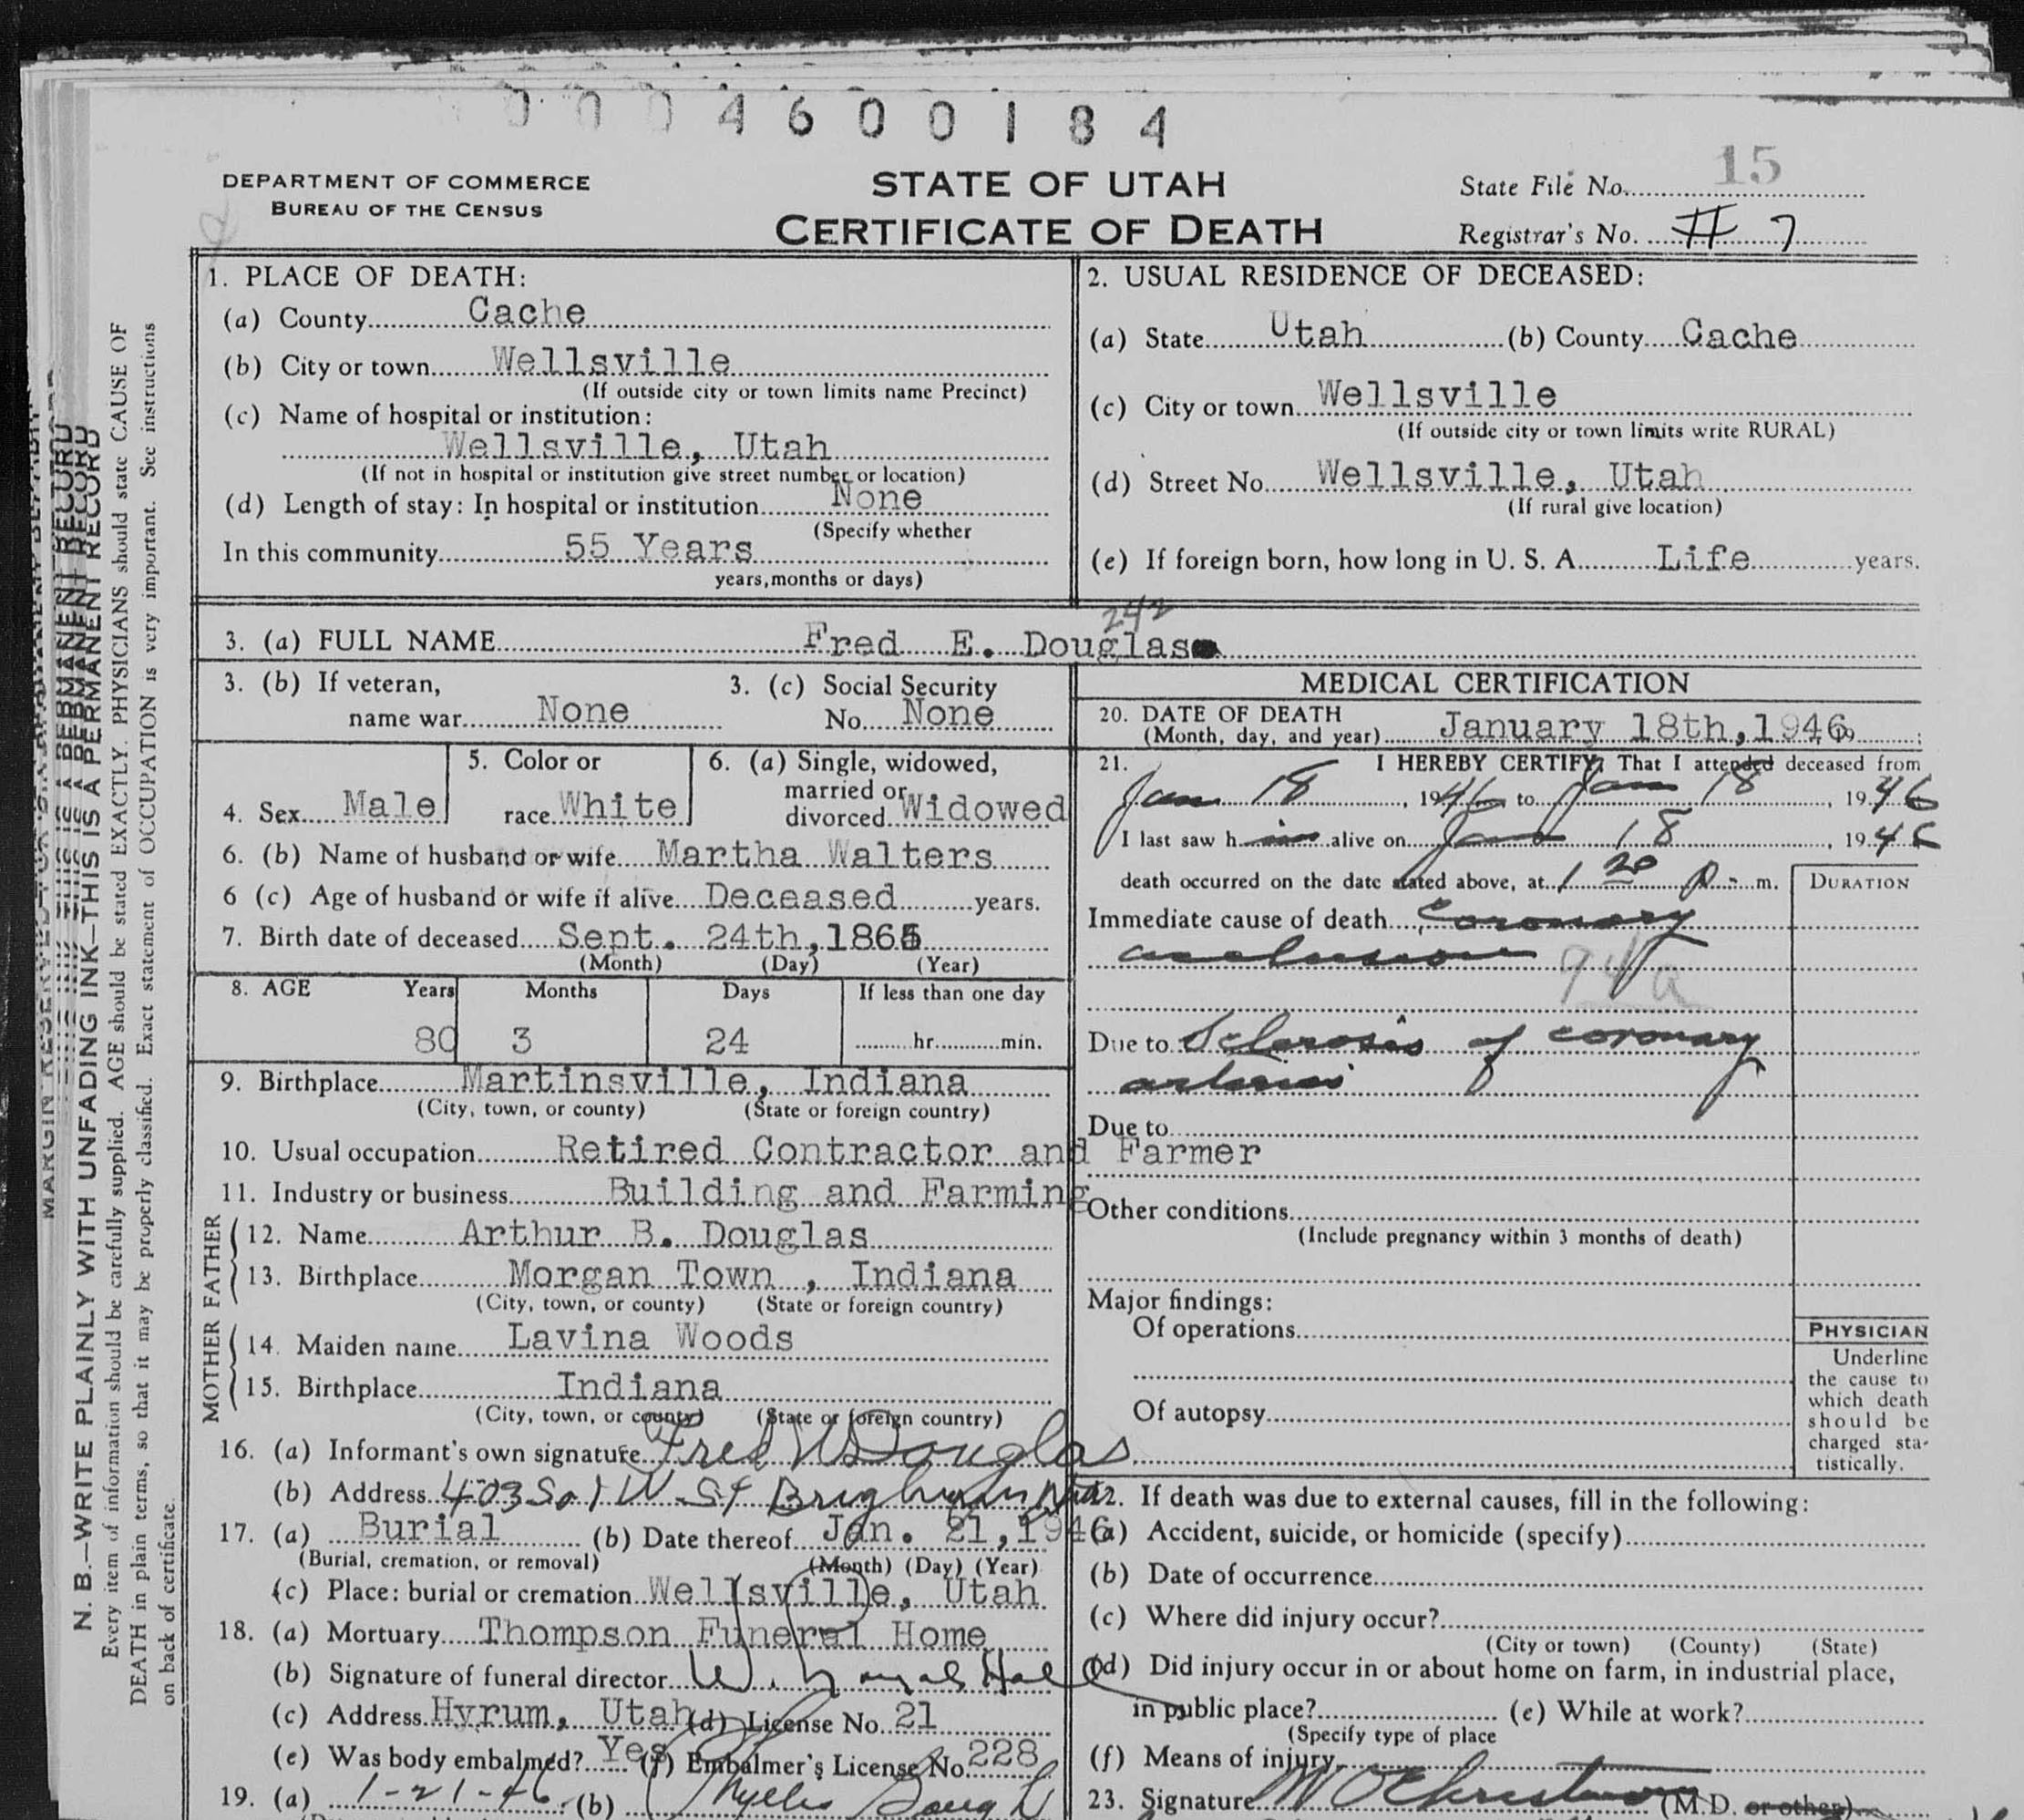 0004600184
DEPARTMENT OF COMMERCE
BUREAU OF THE CENSUS
STATE OF UTAH
CERTIFICATE OF DEATH
State File No. 15
Registrar's No. # 7
1. PLACE OF DEATH:
(a) County Cache
(b) City or town Wellsville
(If outside city or town limits name Precinct)
(c) Name of hospital or institution:
Wellsville, Utah
(If not in hospital or institution give street number or location)
(d) Length of stay: In hospital or institution None
(Specify whether
In this community 55 Years
years, months or days)
2. USUAL RESIDENCE OF DECEASED:
(a) State Utah (b) County Cache
(c) City or town Wellsville
(If outside city or town limits write RURAL)
(d) Street No. Wellsville, Utah
(If rural give location)
(e) If foreign born, how long in U. S. A. Life years.
242
3. (a) FULL NAME Fred E. Douglas
3. (b) If veteran,
name war None
3. (c) Social Security
No. None
4. Sex Male
5. Color or
race White
6. (a) Single, widowed,
married or
divorced Widowed
6. (b) Name of husband or wife Martha Walters
6 (c) Age of husband or wife if alive Deceased years.
7. Birth date of deceased Sept. 24th, 1865
(Month) (Day) (Year)
8. AGE Years Months Days If less than one day
80 3 24 hr. min.
9. Birthplace Martinsville, Indiana
(City, town, or county) (State or foreign country)
10. Usual occupation Retired Contractor and Farmer
11. Industry or business Building and Farming
FATHER
12. Name Arthur B. Douglas
13. Birthplace Morgan Town , Indiana
(City, town, or county) (State or foreign country)
MOTHER
14. Maiden name Lavina Woods
15. Birthplace Indiana
(City, town, or county) (State or foreign country)
16. (a) Informant's own signature Fred W Douglas
(b) Address 403 So 1 W St Brigham
17. (a) Burial (b) Date thereof Jan. 21, 1946
(Burial, cremation, or removal) (Month) (Day) (Year)
(c) Place: burial or cremation Wellsville, Utah
18. (a) Mortuary Thompson Funeral Home
(b) Signature of funeral director W. Hall
(c) Address Hyrum, Utah (d) License No. 21
(e) Was body embalmed? Yes (f) Embalmer's License No. 228
19. (a) 1-21-46 (b) Phyllis
MEDICAL CERTIFICATION
20. DATE OF DEATH
(Month, day, and year) January 18th, 1946
21. I HEREBY CERTIFY: That I attended deceased from
Jan 18, 1946 to Jan 18, 1946
I last saw him alive on Jan 18, 1946
death occurred on the date stated above, at 1 20 p. m.
DURATION
Immediate cause of death Coronary
occlusion 94a
Due to Sclerosis of coronary
arteries
Due to
Other conditions
(Include pregnancy within 3 months of death)
Major findings:
Of operations
Of autopsy
PHYSICIAN
Underline
the cause to
which death
should be
charged sta-
tistically.
22. If death was due to external causes, fill in the following:
(a) Accident, suicide, or homicide (specify)
(b) Date of occurrence
(c) Where did injury occur?
(City or town) (County) (State)
(d) Did injury occur in or about home on farm, in industrial place,
in public place? (e) While at work?
(Specify type of place
(f) Means of injury
23. Signature (M.D. or other)
N. B.—WRITE PLAINLY WITH UNFADING INK—THIS IS A PERMANENT RECORD
Every item of information should be carefully supplied. AGE should be stated EXACTLY. PHYSICIANS should state CAUSE OF
DEATH in plain terms, so that it may be properly classified. Exact statement of OCCUPATION is very important. See instructions
on back of certificate.